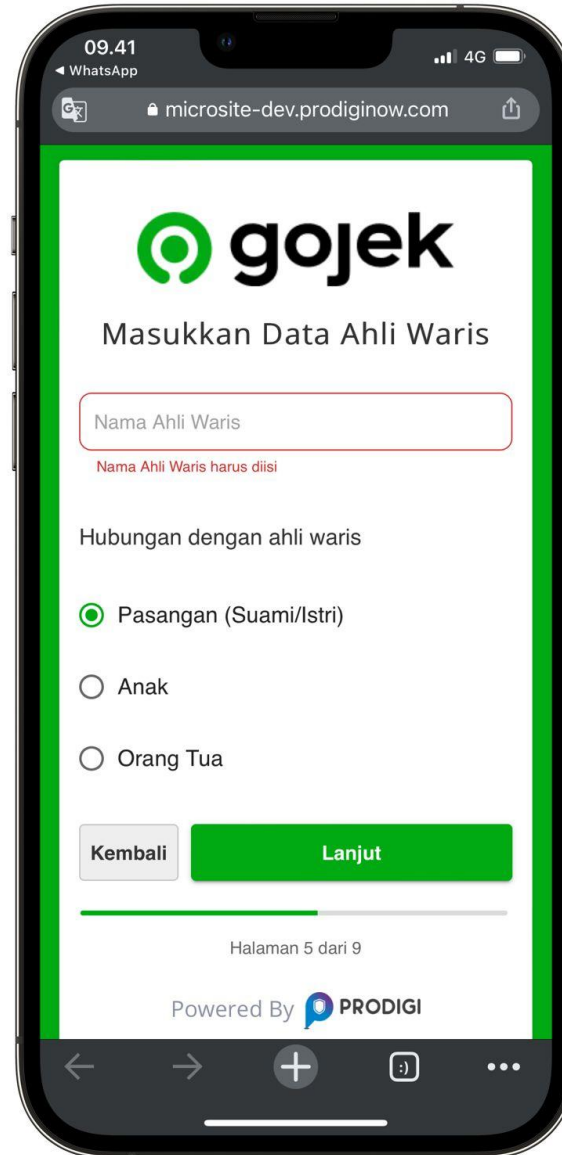 09.41
4G
WhatsApp
microsite-dev.prodiginow.com
gojek
Masukkan Data Ahli Waris
Nama Ahli Waris
Nama Ahli Waris harus diisi
Hubungan dengan ahli waris
Pasangan (Suami/Istri)
Anak
Orang Tua
Kembali
Lanjut
Halaman 5 dari 9
Powered By PRODIGI
:)